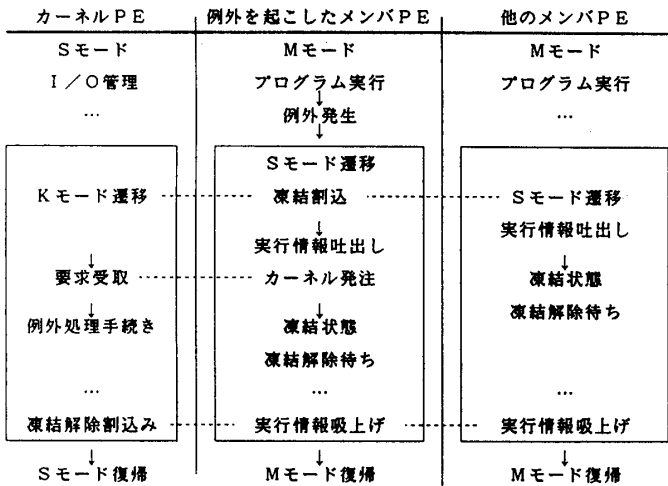 カーネルＰＥ
Ｓモード
Ｉ／Ｏ管理
…
Ｋモード遷移
↓
要求受取
↓
例外処理手続き
…
凍結解除割込み
↓
Ｓモード復帰
例外を起こしたメンバＰＥ
Ｍモード
プログラム実行
↓
例外発生
↓
Ｓモード遷移
凍結割込
↓
実行情報吐出し
カーネル発注
↓
凍結状態
凍結解除待ち
…
実行情報吸上げ
↓
Ｍモード復帰
他のメンバＰＥ
Ｍモード
プログラム実行
…
Ｓモード遷移
実行情報吐出し
↓
凍結状態
凍結解除待ち
…
実行情報吸上げ
↓
Ｍモード復帰